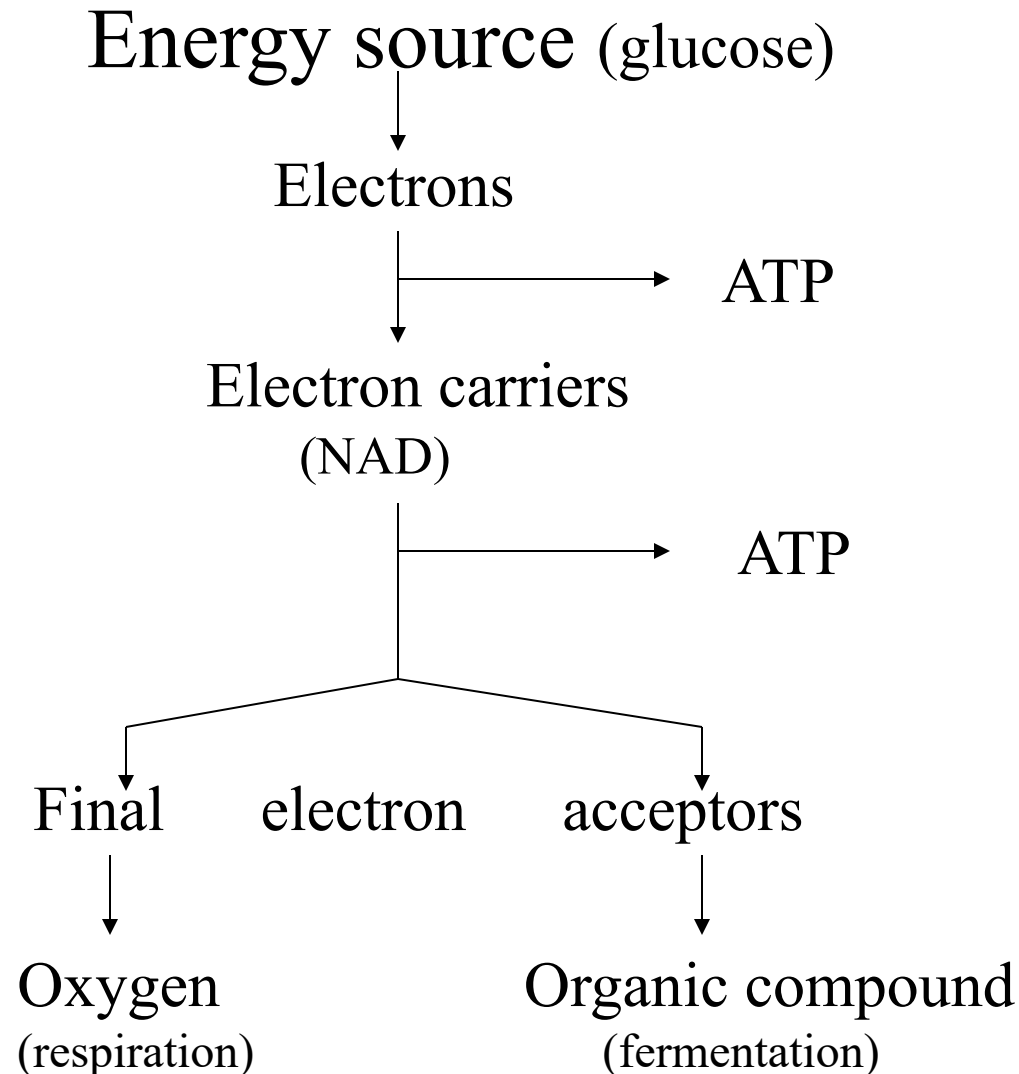 Energy source (glucose)
Electrons
ATP
Electron carriers
(NAD)
ATP
Final electron acceptors
Oxygen Organic compound
(respiration) (fermentation)